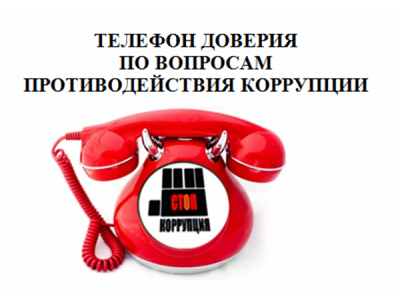 ТЕЛЕФОН ДОВЕРИЯ
ПО ВОПРОСАМ
ПРОТИВОДЕЙСТВИЯ КОРРУПЦИИ
СТОП
КОРРУПЦИЯ